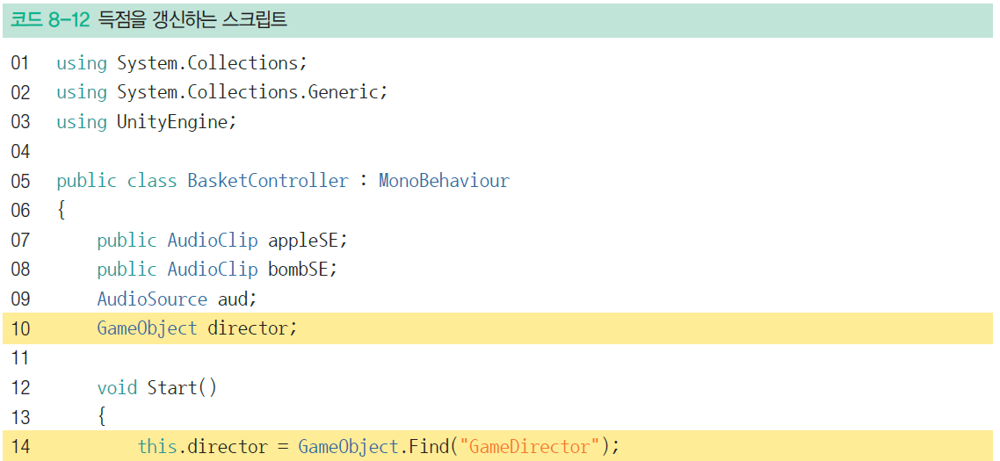 코드 8-12 득점을 갱신하는 스크립트
01 using System.Collections;
02 using System.Collections.Generic;
03 using UnityEngine;
04
05 public class BasketController : MonoBehaviour
06 {
07     public AudioClip appleSE;
08     public AudioClip bombSE;
09     AudioSource aud;
10     GameObject director;
11
12     void Start()
13     {
14         this.director = GameObject.Find("GameDirector");